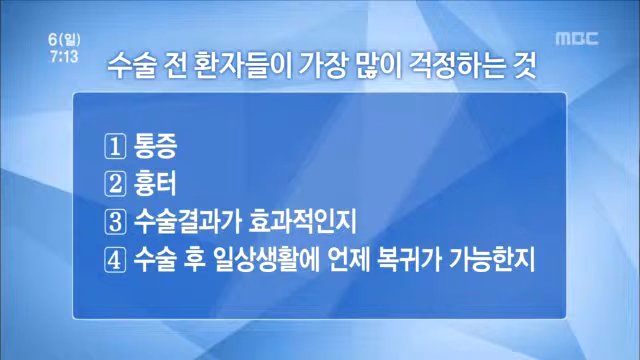 6(일)
7:13
MBC
수술 전 환자들이 가장 많이 걱정하는 것
1 통증
2 흉터
3 수술결과가 효과적인지
4 수술 후 일상생활에 언제 복귀가 가능한지